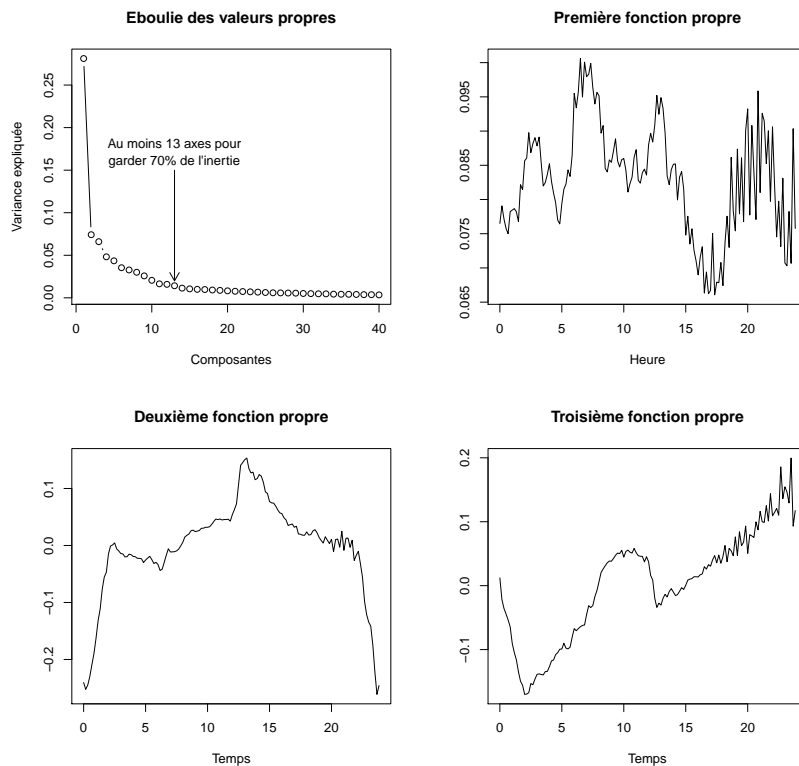 Eboulie des valeurs propres
Variance expliquée
0.00 0.05 0.10 0.15 0.20 0.25
Au moins 13 axes pour
garder 70% de l'inertie
0 10 20 30 40
Composantes
Première fonction propre
0.065 0.075 0.085 0.095
0 5 10 15 20
Heure
Deuxième fonction propre
−0.2 −0.1 0.0 0.1
0 5 10 15 20
Temps
Troisième fonction propre
−0.1 0.0 0.1 0.2
0 5 10 15 20
Temps